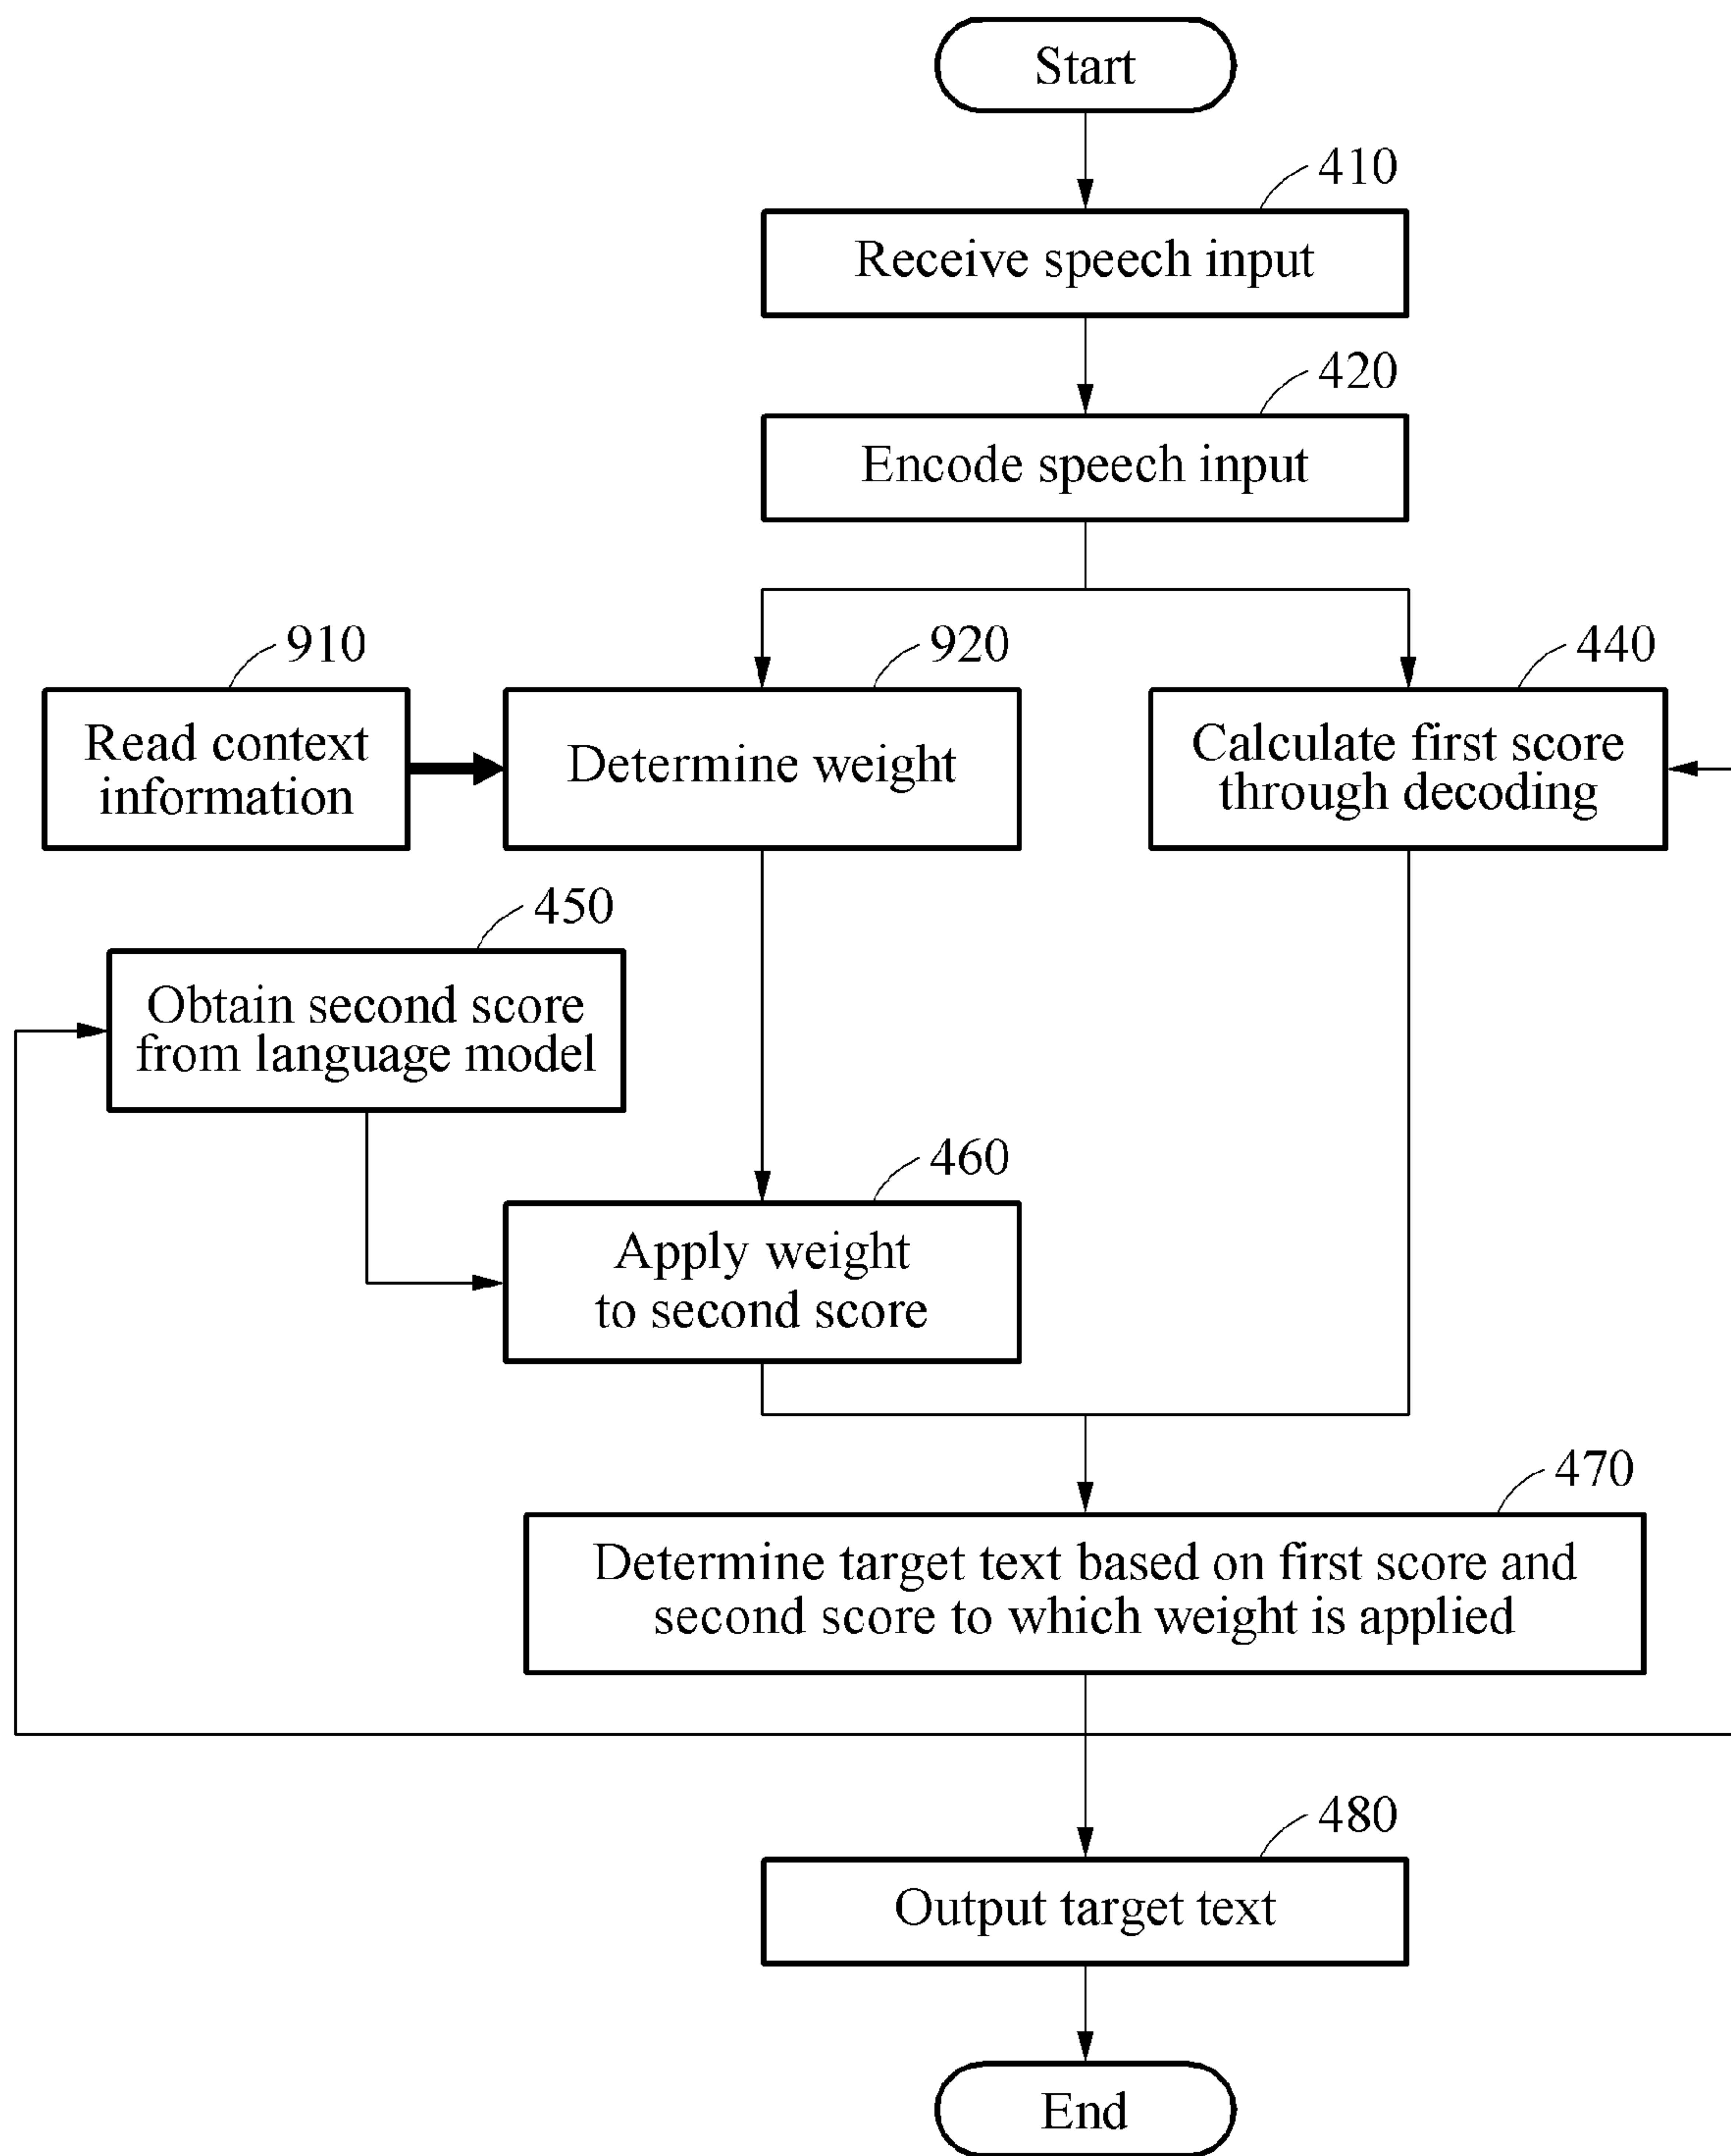 Start
410
Receive speech input
420
Encode speech input
910
920
440
Read context
information
Determine weight
Calculate first score
through decoding
450
Obtain second score
from language model
460
Apply weight
to second score
470
Determine target text based on first score and
second score to which weight is applied
480
Output target text
End